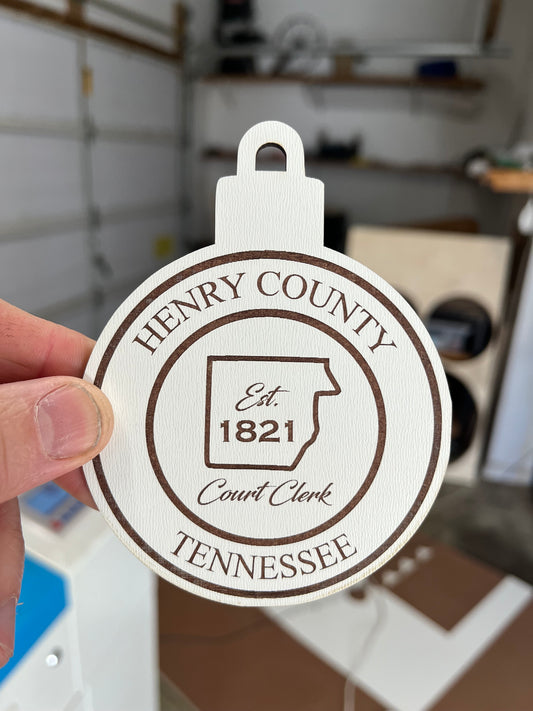 HENRY COUNTY
Est.
1821
Court Clerk
TENNESSEE